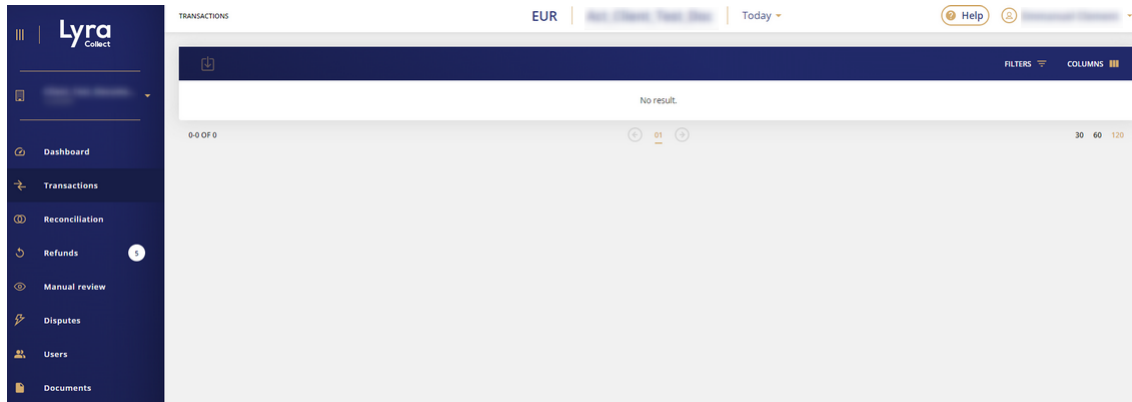 Lyra
Collect
TRANSACTIONS
EUR
Today
Help
FILTERS
COLUMNS
No result.
0-0 OF 0
01
30 60 120
Dashboard
Transactions
Reconciliation
Refunds 5
Manual review
Disputes
Users
Documents